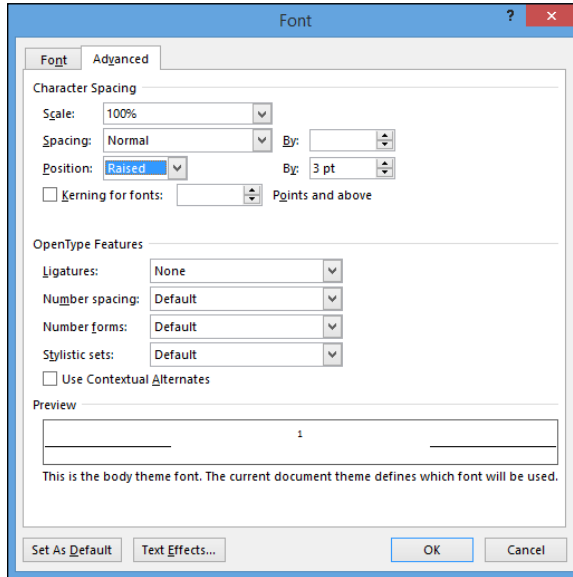 Font ? ×
Font Advanced
Character Spacing
Scale: 100%
Spacing: Normal By:
Position: Raised By: 3 pt
Kerning for fonts: Points and above
OpenType Features
Ligatures: None
Number spacing: Default
Number forms: Default
Stylistic sets: Default
Use Contextual Alternates
Preview
1
This is the body theme font. The current document theme defines which font will be used.
Set As Default Text Effects... OK Cancel